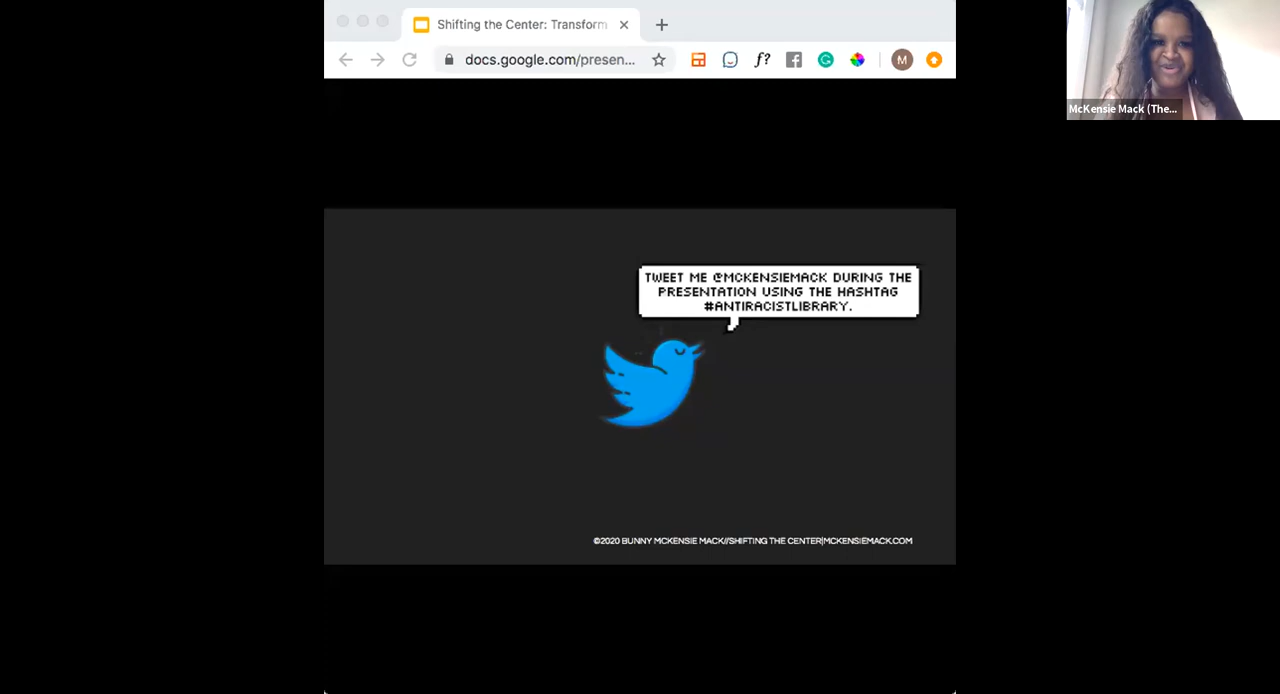 Shifting the Center: Transform
docs.google.com/presen...
f?
M
McKensie Mack (The...
TWEET ME @MCKENSIEMACK DURING THE
PRESENTATION USING THE HASHTAG
#ANTIRACISTLIBRARY.
©2020 BUNNY MCKENSIE MACK//SHIFTING THE CENTER|MCKENSIEMACK.COM